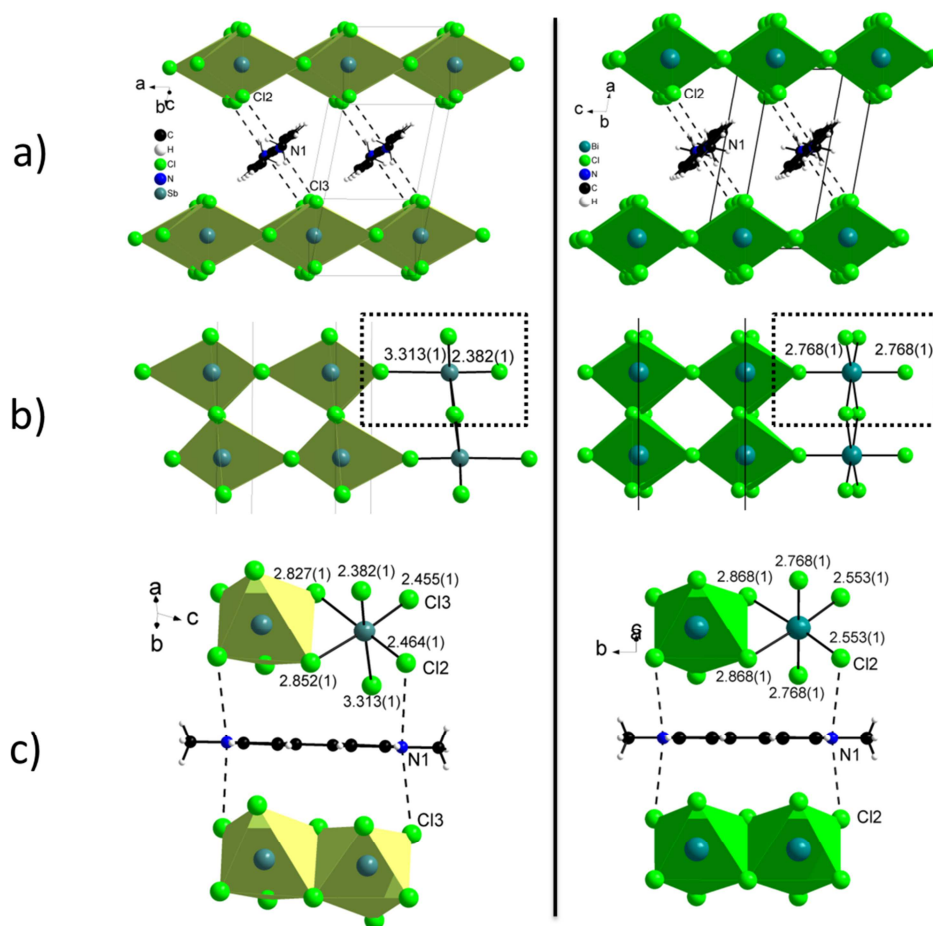 a)
a
b
c
Cl2
C
H
Cl
N
Sb
N1
Cl3
c
a
b
Cl2
Bi
Cl
N
C
H
N1
b)
3.313(1) 2.382(1)
2.768(1) 2.768(1)
c)
a
c
b
2.827(1)
2.382(1)
2.455(1)
Cl3
2.464(1)
Cl2
2.852(1)
3.313(1)
N1
Cl3
b
2.868(1)
2.768(1)
2.553(1)
2.553(1)
Cl2
2.868(1)
2.768(1)
N1
Cl2